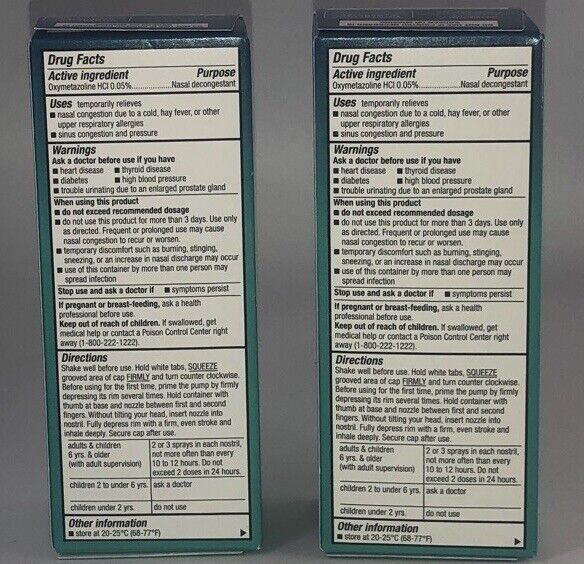 Drug Facts
Active ingredient Purpose
Oxymetazoline HCl 0.05%....................Nasal decongestant
Uses temporarily relieves
■ nasal congestion due to a cold, hay fever, or other
upper respiratory allergies
■ sinus congestion and pressure
Warnings
Ask a doctor before use if you have
■ heart disease ■ thyroid disease
■ diabetes ■ high blood pressure
■ trouble urinating due to an enlarged prostate gland
When using this product
■ do not exceed recommended dosage
■ do not use this product for more than 3 days. Use only
as directed. Frequent or prolonged use may cause
nasal congestion to recur or worsen.
■ temporary discomfort such as burning, stinging,
sneezing, or an increase in nasal discharge may occur
■ use of this container by more than one person may
spread infection
Stop use and ask a doctor if ■ symptoms persist
If pregnant or breast-feeding, ask a health
professional before use.
Keep out of reach of children. If swallowed, get
medical help or contact a Poison Control Center right
away (1-800-222-1222).
Directions
Shake well before use. Hold white tabs, SQUEEZE
grooved area of cap FIRMLY and turn counter clockwise.
Before using for the first time, prime the pump by firmly
depressing its rim several times. Hold container with
thumb at base and nozzle between first and second
fingers. Without tilting your head, insert nozzle into
nostril. Fully depress rim with a firm, even stroke and
inhale deeply. Secure cap after use.
adults & children 2 or 3 sprays in each nostril,
6 yrs. & older not more often than every
(with adult supervision) 10 to 12 hours. Do not
exceed 2 doses in 24 hours.
children 2 to under 6 yrs. ask a doctor
children under 2 yrs. do not use
Other information
■ store at 20-25°C (68-77°F)
Drug Facts
Active ingredient Purpose
Oxymetazoline HCl 0.05%....................Nasal decongestant
Uses temporarily relieves
■ nasal congestion due to a cold, hay fever, or other
upper respiratory allergies
■ sinus congestion and pressure
Warnings
Ask a doctor before use if you have
■ heart disease ■ thyroid disease
■ diabetes ■ high blood pressure
■ trouble urinating due to an enlarged prostate gland
When using this product
■ do not exceed recommended dosage
■ do not use this product for more than 3 days. Use only
as directed. Frequent or prolonged use may cause
nasal congestion to recur or worsen.
■ temporary discomfort such as burning, stinging,
sneezing, or an increase in nasal discharge may occur
■ use of this container by more than one person may
spread infection
Stop use and ask a doctor if ■ symptoms persist
If pregnant or breast-feeding, ask a health
professional before use.
Keep out of reach of children. If swallowed, get
medical help or contact a Poison Control Center right
away (1-800-222-1222).
Directions
Shake well before use. Hold white tabs, SQUEEZE
grooved area of cap FIRMLY and turn counter clockwise.
Before using for the first time, prime the pump by firmly
depressing its rim several times. Hold container with
thumb at base and nozzle between first and second
fingers. Without tilting your head, insert nozzle into
nostril. Fully depress rim with a firm, even stroke and
inhale deeply. Secure cap after use.
adults & children 2 or 3 sprays in each nostril,
6 yrs. & older not more often than every
(with adult supervision) 10 to 12 hours. Do not
exceed 2 doses in 24 hours.
children 2 to under 6 yrs. ask a doctor
children under 2 yrs. do not use
Other information
■ store at 20-25°C (68-77°F)